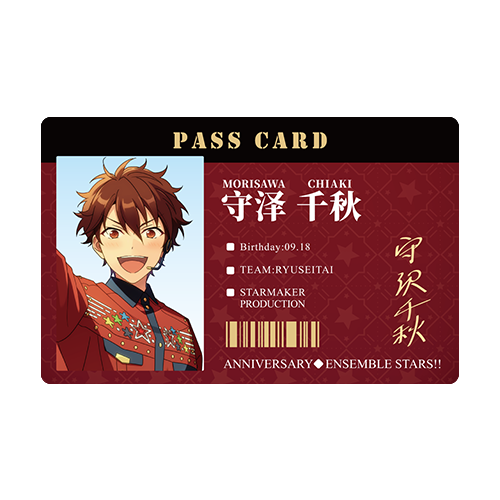 PASS CARD
MORISAWA CHIAKI
守泽 千秋
Birthday:09.18
TEAM:RYUSEITAI
STARMAKER
PRODUCTION
守沢千秋
ANNIVERSARY◆ENSEMBLE STARS!!